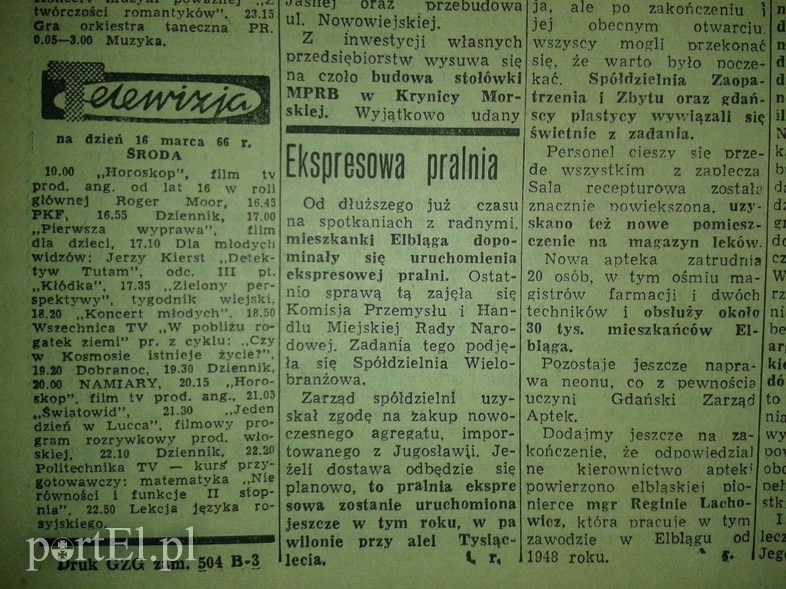 twórczości romantyków". 23.15
Gra orkiestra taneczna PR.
0.05—3.00 Muzyka.
Telewizja
na dzień 16 marca 66 r.
ŚRODA
10.00 „Horoskop", film tv
prod. ang. od lat 16 w roli
głównej Roger Moor, 16.45
PKF, 16.55 Dziennik, 17.00
„Pierwsza wyprawa", film
dla dzieci, 17.10 Dla młodych
widzów: Jerzy Kierst „Detek-
tyw Tutam", odc. III pt.
„Kłódka". 17.35 „Zielony per-
spektywy", tygodnik wiejski.
18.20 „Koncert młodych". 18.50
Wszechnica TV „W pobliżu ro-
gatek ziemi" pr. z cyklu: „Czy
w Kosmosie istnieje życie?".
19.20 Dobranoc, 19.30 Dziennik,
20.00 NAMIARY, 20.15 „Horo-
skop", film tv prod. ang., 21.05
„Światowid", 21.30 „Jeden
dzień w Lucca", filmowy pro-
gram rozrywkowy prod. wło-
skiej, 22.10 Dziennik, 22.20
Politechnika TV — kurs przy-
gotowawczy: matematyka „Nie
równości i funkcje II stop-
nia". 22.50 Lekcja języka ro-
syjskiego.
portEl.pl
Druk GZG zam. 504 B-3
Jasnej oraz przebudowa
ul. Nowowiejskiej.
Z inwestycji własnych
przedsiębiorstw wysuwa się
na czoło budowa stołówki
MPRB w Krynicy Mor-
skiej. Wyjątkowo udany
Ekspresowa pralnia
Od dłuższego już czasu
na spotkaniach z radnymi,
mieszkanki Elbląga dopo-
minały się uruchomienia
ekspresowej pralni. Ostat-
nio sprawą tą zajęła się
Komisja Przemysłu i Han-
dlu Miejskiej Rady Naro-
dowej. Zadania tego podję-
ła się Spółdzielnia Wielo-
branżowa.
Zarząd spółdzielni uzy-
skał zgodę na zakup nowo-
czesnego agregatu, impor-
towanego z Jugosławii. Je-
żeli dostawa odbędzie się
planowo, to pralnia ekspre
sowa zostanie uruchomiona
jeszcze w tym roku, w pa
wilonie przy alei Tysiąc-
lecia. t. r.
ja, ale po zakończeniu i
jej obecnym otwarciu.
wszyscy mogli przekonać
się, że warto było pocze-
kać. Spółdzielnia Zaopa-
trzenia i Zbytu oraz gdań-
scy plastycy wywiązali się
świetnie z zadania.
Personel cieszy się prze-
de wszystkim z zaplecza.
Sala recepturowa została
znacznie powiększona, uzy-
skano też nowe pomiesz-
czenie na magazyn leków.
Nowa apteka zatrudnia
20 osób, w tym ośmiu ma-
gistrów farmacji i dwóch
techników i obsługuje około
30 tys. mieszkańców El-
bląga.
Pozostaje jeszcze napra-
wa neonu, co z pewnością
uczyni Gdański Zarząd
Aptek.
Dodajmy jeszcze na za-
kończenie, że odpowiedzial
ne kierownictwo apteki
powierzono elbląskiej pio-
nierce mgr Reginie Lacho-
wicz, która pracuje w tym
zawodzie w Elblągu od
1948 roku. g.